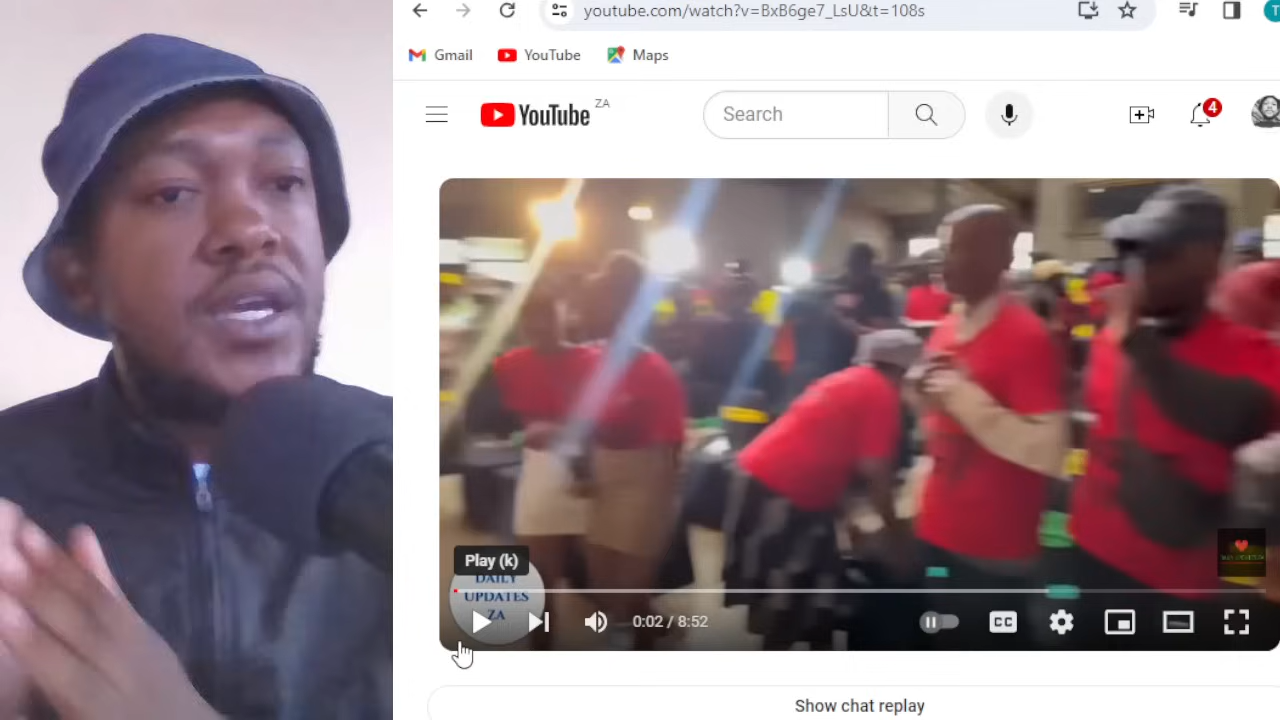 youtube.com/watch?v=BxB6ge7_LsU&t=108s
Gmail YouTube Maps
YouTube ZA
Search
4
Play (k)
DAILY
UPDATES
ZA
0:02 / 8:52
CC
Show chat replay